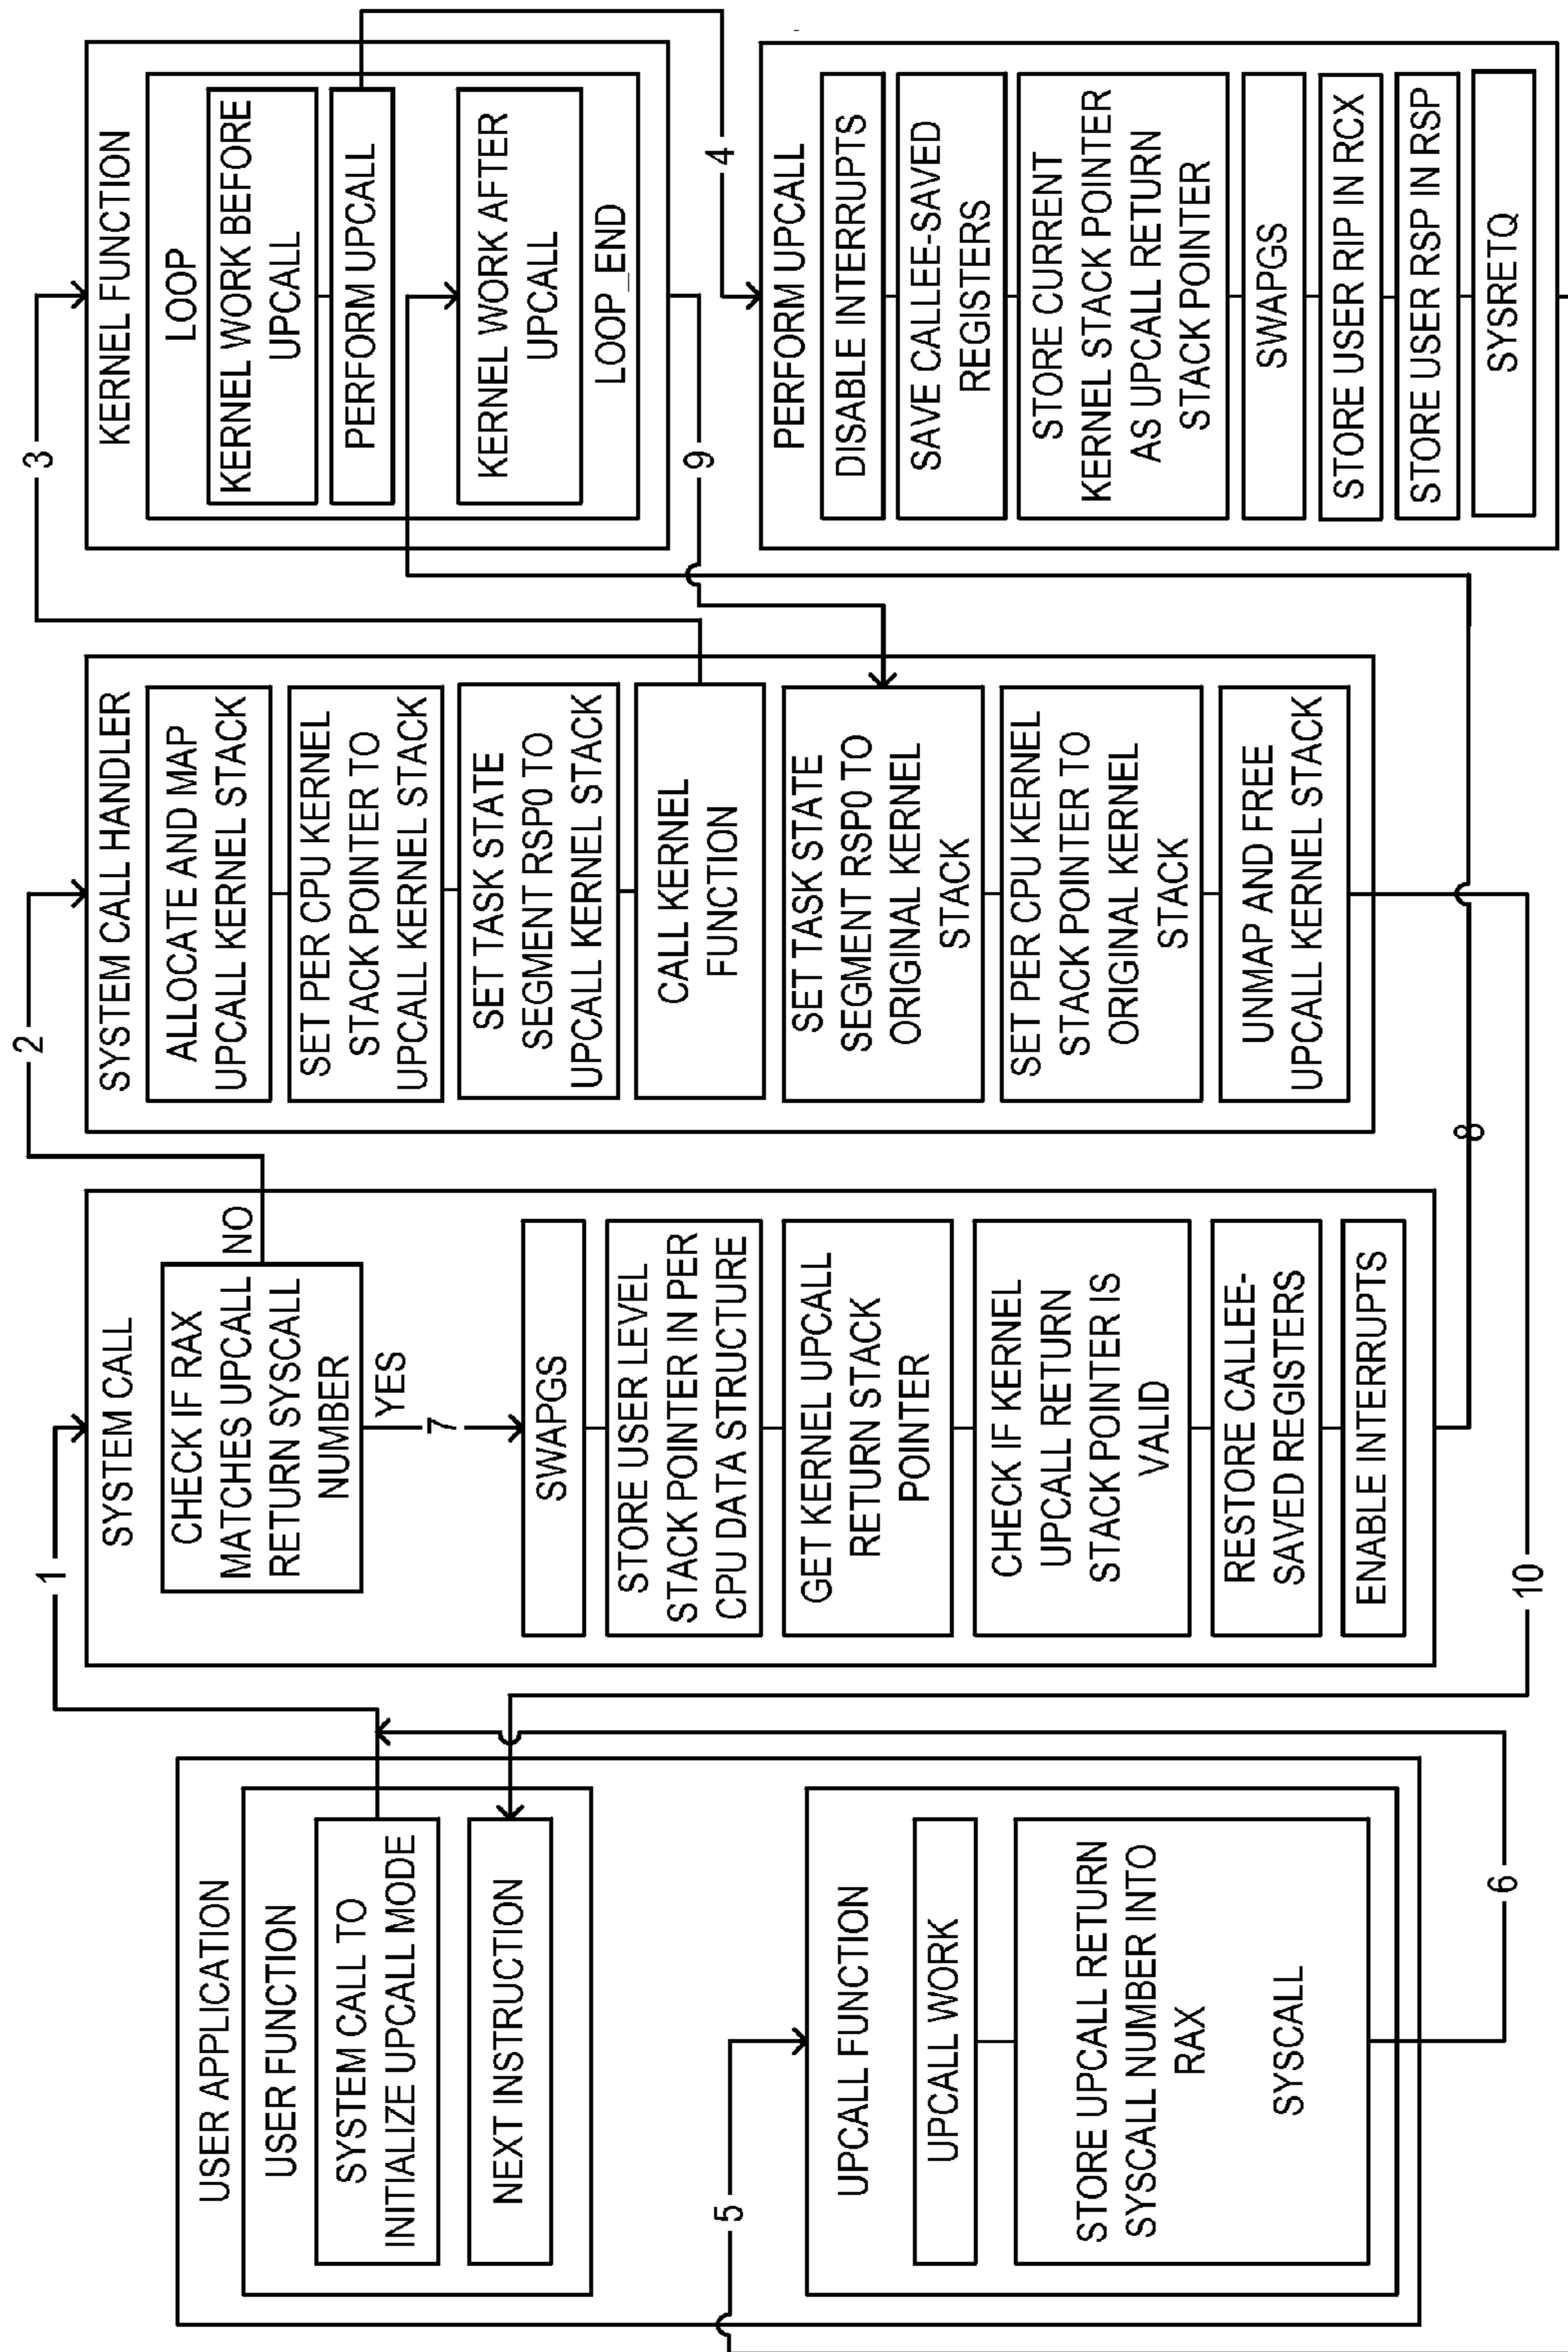 USER APPLICATION
USER FUNCTION
SYSTEM CALL TO
INITIALIZE UPCALL MODE
NEXT INSTRUCTION
5
UPCALL FUNCTION
UPCALL WORK
STORE UPCALL RETURN
SYSCALL NUMBER INTO
RAX
SYSCALL
6
1
SYSTEM CALL
CHECK IF RAX
MATCHES UPCALL
RETURN SYSCALL
NUMBER
NO
YES
7
SWAPGS
STORE USER LEVEL
STACK POINTER IN PER
CPU DATA STRUCTURE
GET KERNEL UPCALL
RETURN STACK
POINTER
CHECK IF KERNEL
UPCALL RETURN
STACK POINTER IS
VALID
RESTORE CALLEE-
SAVED REGISTERS
ENABLE INTERRUPTS
8
10
2
SYSTEM CALL HANDLER
ALLOCATE AND MAP
UPCALL KERNEL STACK
SET PER CPU KERNEL
STACK POINTER TO
UPCALL KERNEL STACK
SET TASK STATE
SEGMENT RSP0 TO
UPCALL KERNEL STACK
CALL KERNEL
FUNCTION
SET TASK STATE
SEGMENT RSP0 TO
ORIGINAL KERNEL
STACK
SET PER CPU KERNEL
STACK POINTER TO
ORIGINAL KERNEL
STACK
UNMAP AND FREE
UPCALL KERNEL STACK
3
KERNEL FUNCTION
LOOP
KERNEL WORK BEFORE
UPCALL
PERFORM UPCALL
KERNEL WORK AFTER
UPCALL
LOOP_END
9
4
PERFORM UPCALL
DISABLE INTERRUPTS
SAVE CALLEE-SAVED
REGISTERS
STORE CURRENT
KERNEL STACK POINTER
AS UPCALL RETURN
STACK POINTER
SWAPGS
STORE USER RIP IN RCX
STORE USER RSP IN RSP
SYSRETQ